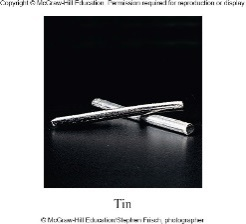 Copyright © McGraw-Hill Education. Permission required for reproduction or display
Tin
© McGraw-Hill Education/Stephen Frisch, photographer